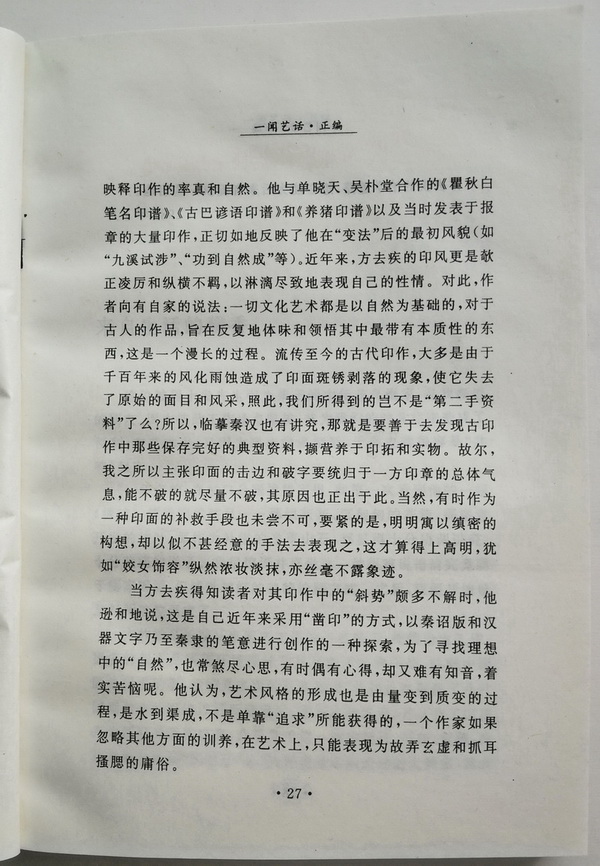 一闻艺话·正编
映释印作的率真和自然。他与单晓天、吴朴堂合作的《瞿秋白
笔名印谱》、《古巴谚语印谱》和《养猪印谱》以及当时发表于报
章的大量印作，正切如地反映了他在“变法”后的最初风貌（如
“九溪试涉”、“功到自然成”等）。近年来，方去疾的印风更是欹
正凌厉和纵横不羁，以淋漓尽致地表现自己的性情。对此，作
者向有自家的说法：一切文化艺术都是以自然为基础的，对于
古人的作品，旨在反复地体味和领悟其中最带有本质性的东
西，这是一个漫长的过程。流传至今的古代印作，大多是由于
千百年来的风化雨蚀造成了印面斑锈剥落的现象，使它失去
了原始的面目和风采，照此，我们所得到的岂不是“第二手资
料”了么？所以，临摹秦汉也有讲究，那就是要善于去发现古印
作中那些保存完好的典型资料，撷营养于印拓和实物。故尔，
我之所以主张印面的击边和破字要统归于一方印章的总体气
息，能不破的就尽量不破，其原因也正出于此。当然，有时作为
一种印面的补救手段也未尝不可，要紧的是，明明寓以缜密的
构想，却以似不甚经意的手法去表现之，这才算得上高明，犹
如“姣女饰容”纵然浓妆淡抹，亦丝毫不露象迹。
当方去疾得知读者对其印作中的“斜势”颇多不解时，他
逊和地说，这是自己近年来采用“凿印”的方式，以秦诏版和汉
器文字乃至秦隶的笔意进行创作的一种探索，为了寻找理想
中的“自然”，也常煞尽心思，有时偶有心得，却又难有知音，着
实苦恼呢。他认为，艺术风格的形成也是由量变到质变的过
程，是水到渠成，不是单靠“追求”所能获得的，一个作家如果
忽略其他方面的训养，在艺术上，只能表现为故弄玄虚和抓耳
搔腮的庸俗。
·27·